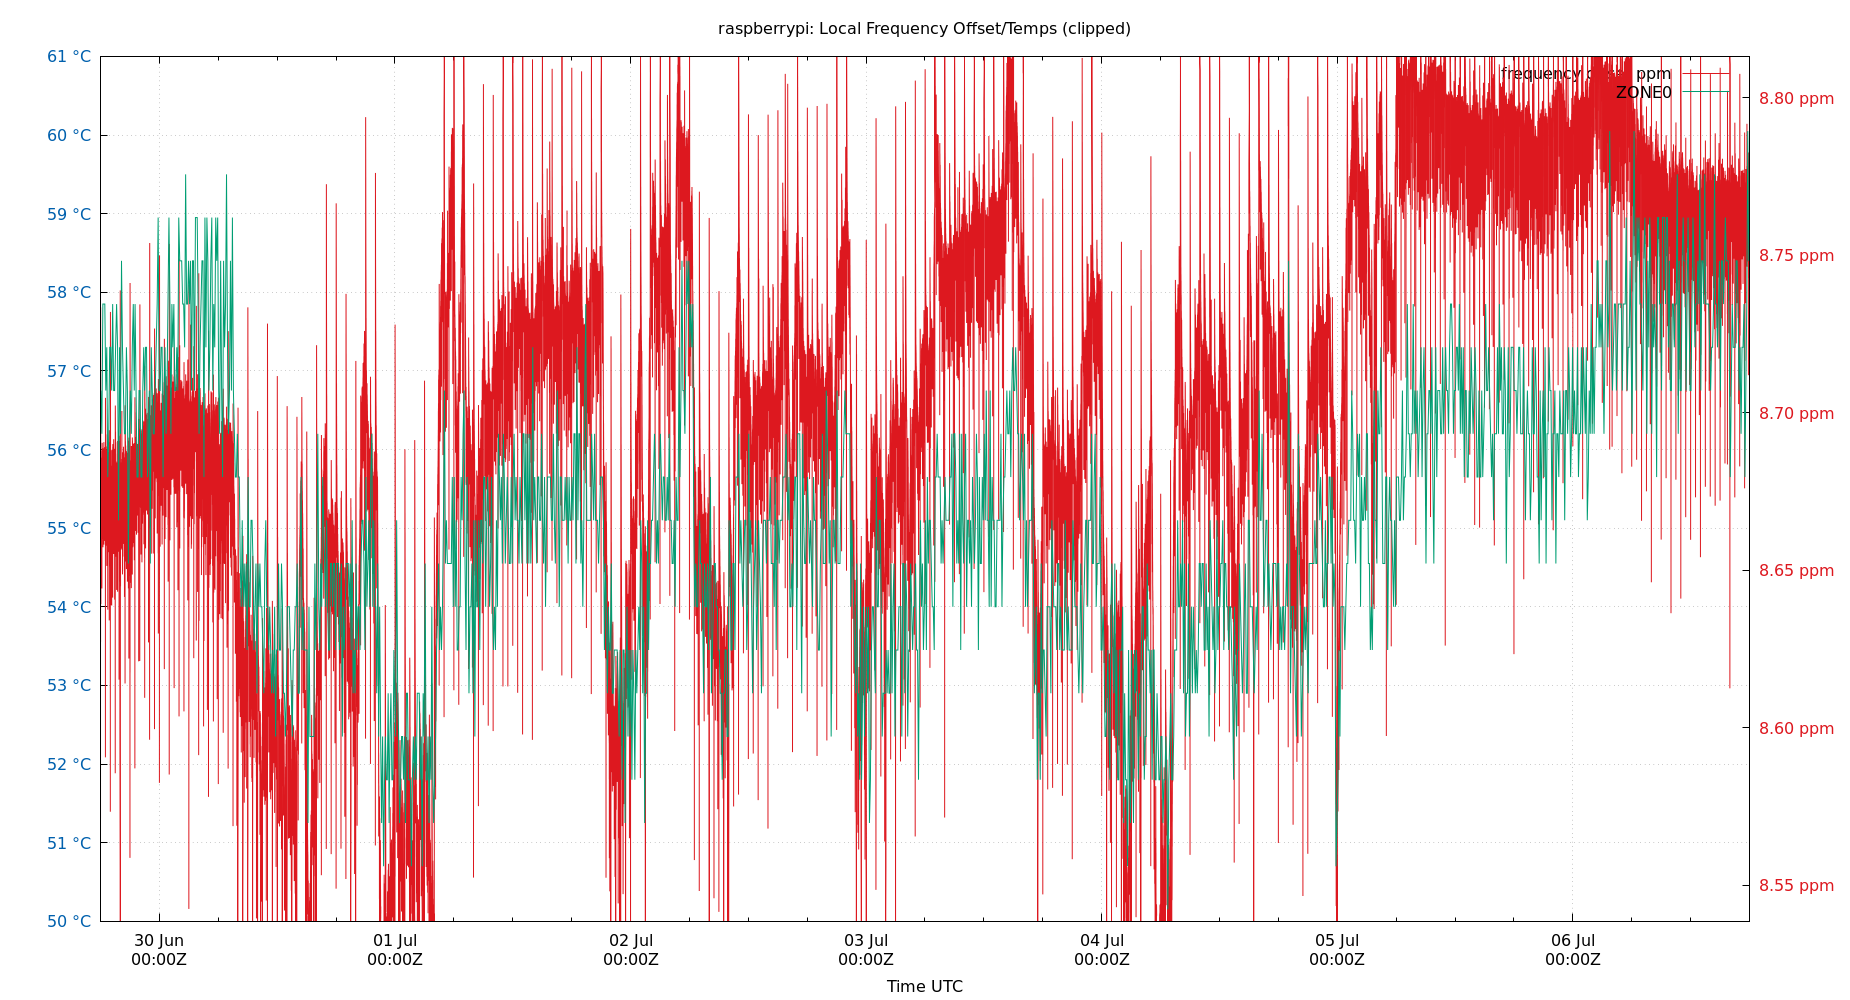 raspberrypi: Local Frequency Offset/Temps (clipped)
61 °C
60 °C
59 °C
58 °C
57 °C
56 °C
55 °C
54 °C
53 °C
52 °C
51 °C
50 °C
frequency ppm
ZONE0
8.80 ppm
8.75 ppm
8.70 ppm
8.65 ppm
8.60 ppm
8.55 ppm
30 Jun 01 Jul 02 Jul 03 Jul 04 Jul 05 Jul 06 Jul
00:00Z 00:00Z 00:00Z 00:00Z 00:00Z 00:00Z 00:00Z
Time UTC